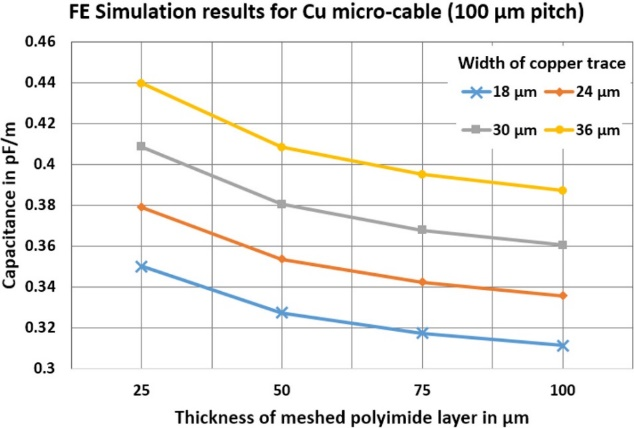 FE Simulation results for Cu micro-cable (100 µm pitch)
0.46
0.44
0.42
0.4
0.38
0.36
0.34
0.32
0.3
Capacitance in pF/m
Width of copper trace
18 µm 24 µm
30 µm 36 µm
25 50 75 100
Thickness of meshed polyimide layer in µm